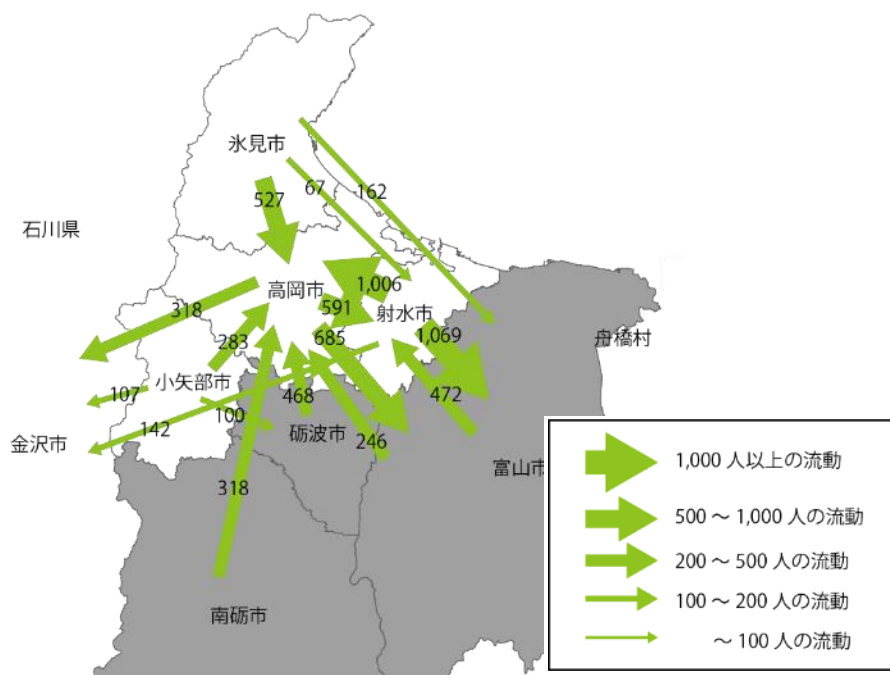 氷見市
67
162
527
石川県
高岡市
1,006
318
591
射水市
283
685
1,069
舟橋村
小矢部市
107
468
472
100
142
砺波市
金沢市
246
318
富山市
南砺市
1,000 人以上の流動
500 〜 1,000 人の流動
200 〜 500 人の流動
100 〜 200 人の流動
〜 100 人の流動